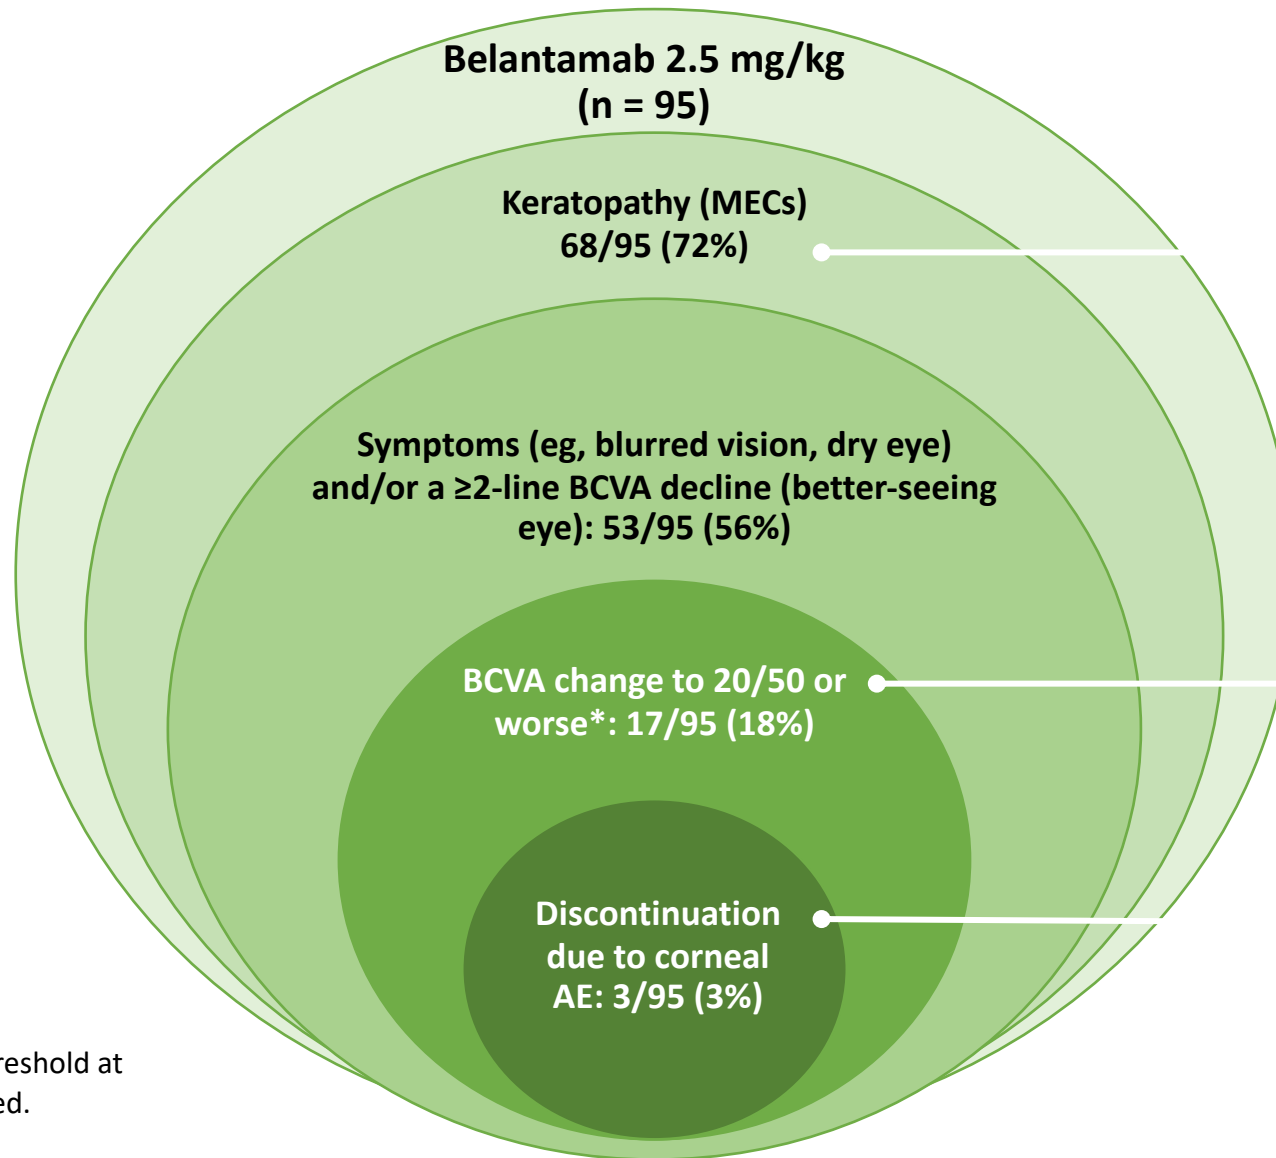 Belantamab 2.5 mg/kg
(n = 95)
Keratopathy (MECs)
68/95 (72%)
Symptoms (eg, blurred vision, dry eye)
and/or a ≥2-line BCVA decline (better-seeing
eye): 53/95 (56%)
BCVA change to 20/50 or
worse*: 17/95 (18%)
Discontinuation
due to corneal
AE: 3/95 (3%)
at